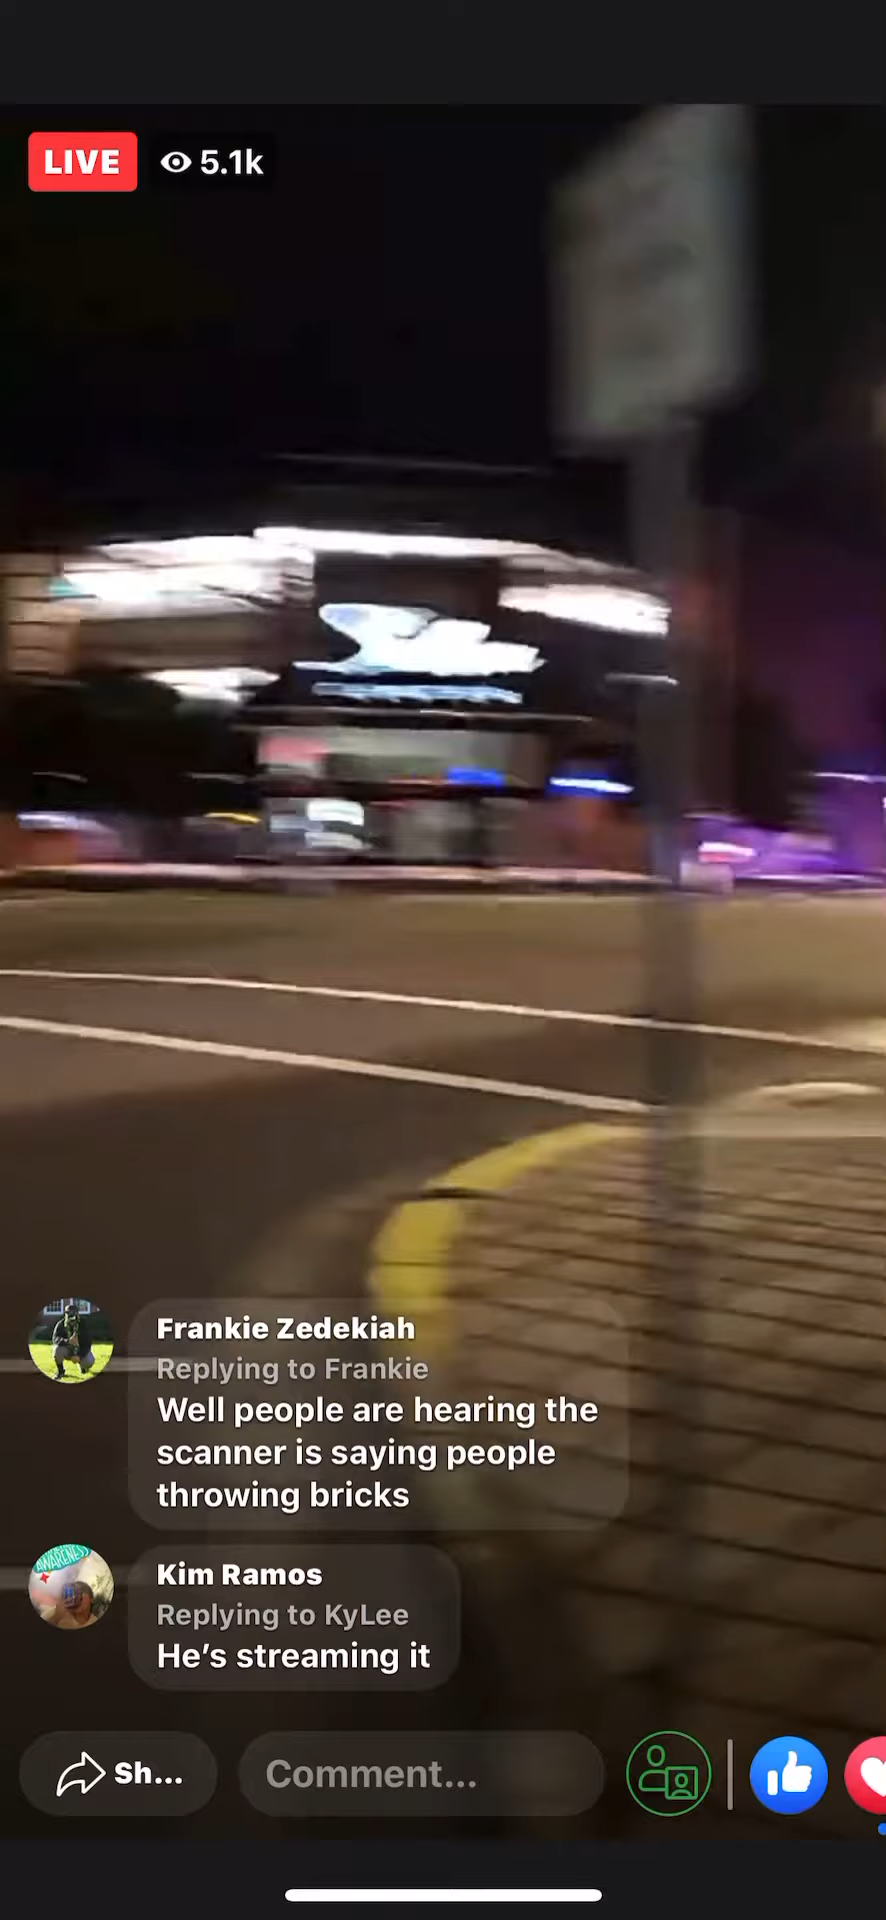 LIVE 5.1k
Frankie Zedekiah
Replying to Frankie
Well people are hearing the
scanner is saying people
throwing bricks
AWARENESS
Kim Ramos
Replying to KyLee
He's streaming it
Sh... Comment...